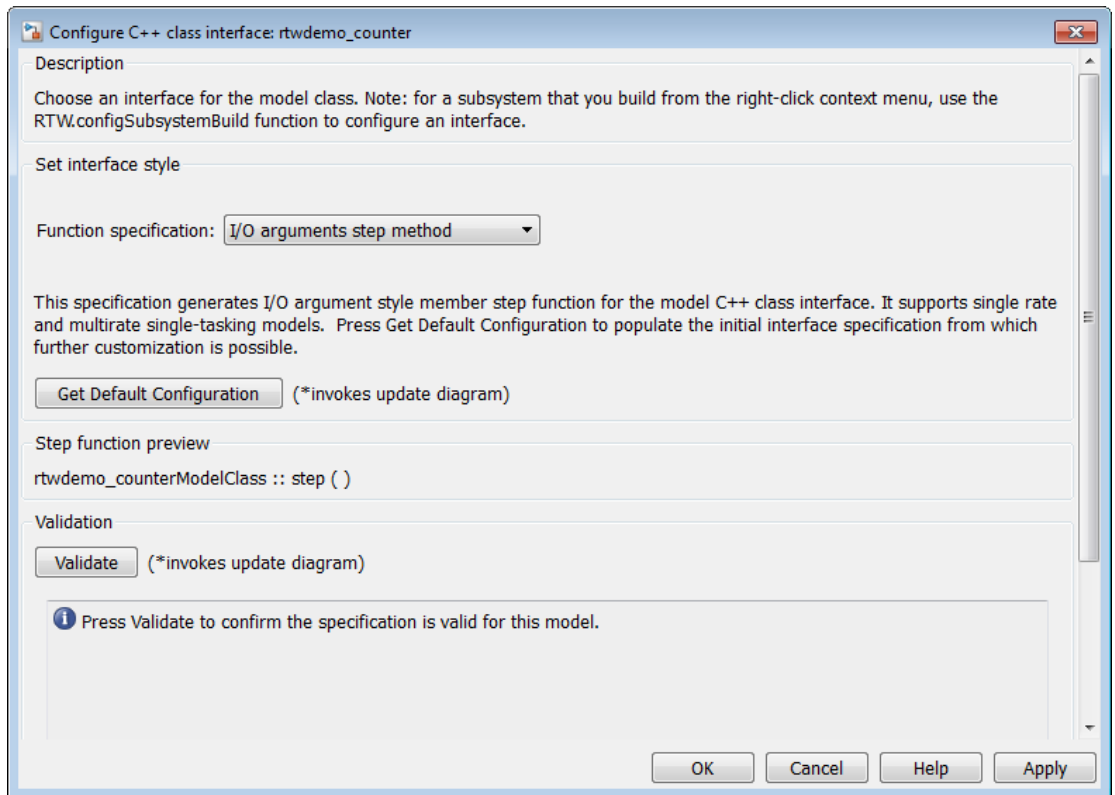 Configure C++ class interface: rtwdemo_counter
Description
Choose an interface for the model class. Note: for a subsystem that you build from the right-click context menu, use the
RTW.configSubsystemBuild function to configure an interface.
Set interface style
Function specification: I/O arguments step method
This specification generates I/O argument style member step function for the model C++ class interface. It supports single rate
and multirate single-tasking models.  Press Get Default Configuration to populate the initial interface specification from which
further customization is possible.
Get Default Configuration (*invokes update diagram)
Step function preview
rtwdemo_counterModelClass :: step ( )
Validation
Validate (*invokes update diagram)
Press Validate to confirm the specification is valid for this model.
OK Cancel Help Apply